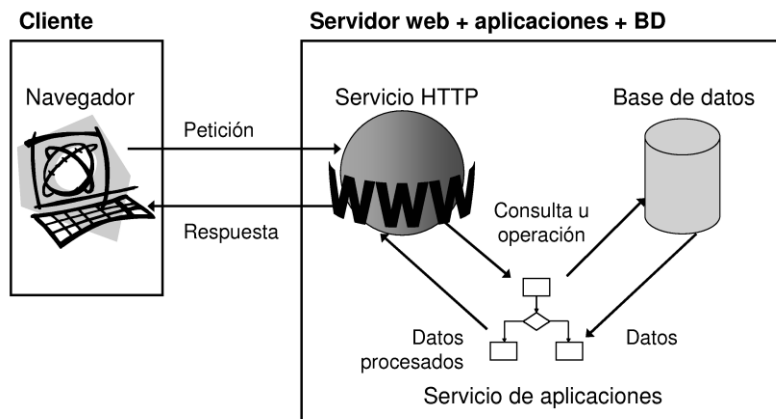 Cliente
Servidor web + aplicaciones + BD
Navegador
Servicio HTTP
Base de datos
Petición
WWW
Respuesta
Consulta u
operación
Datos
procesados
Datos
Servicio de aplicaciones